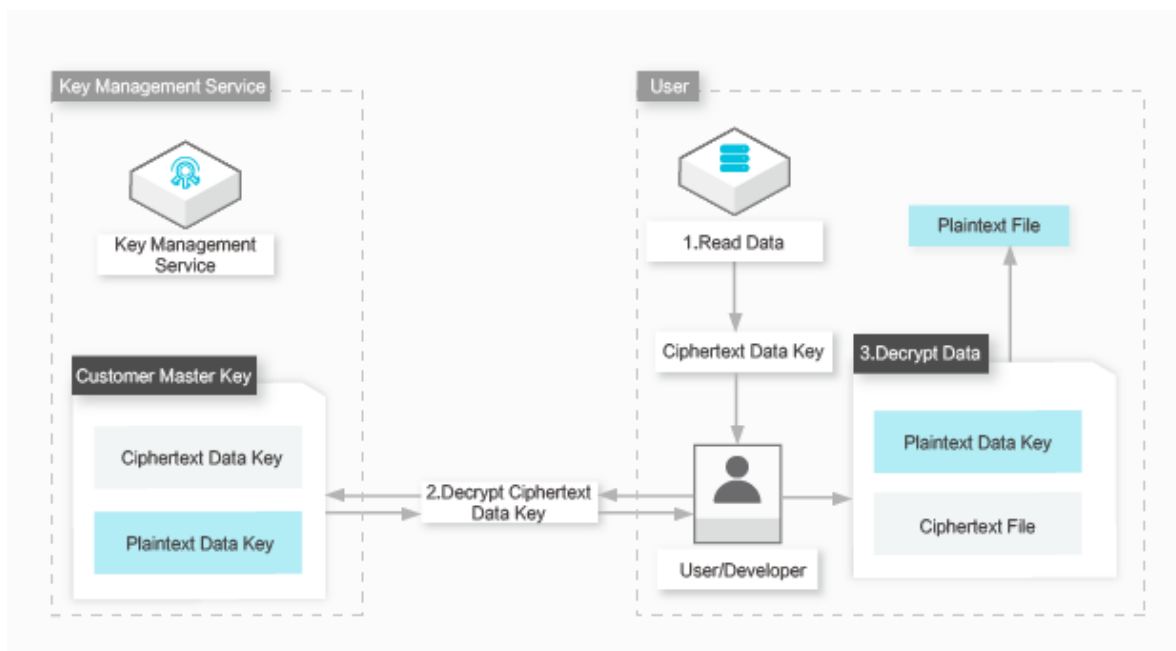 Key Management Service
Key Management
Service
Customer Master Key
Ciphertext Data Key
Plaintext Data Key
2.Decrypt Ciphertext
Data Key
User
1.Read Data
Ciphertext Data Key
User/Developer
Plaintext File
3.Decrypt Data
Plaintext Data Key
Ciphertext File